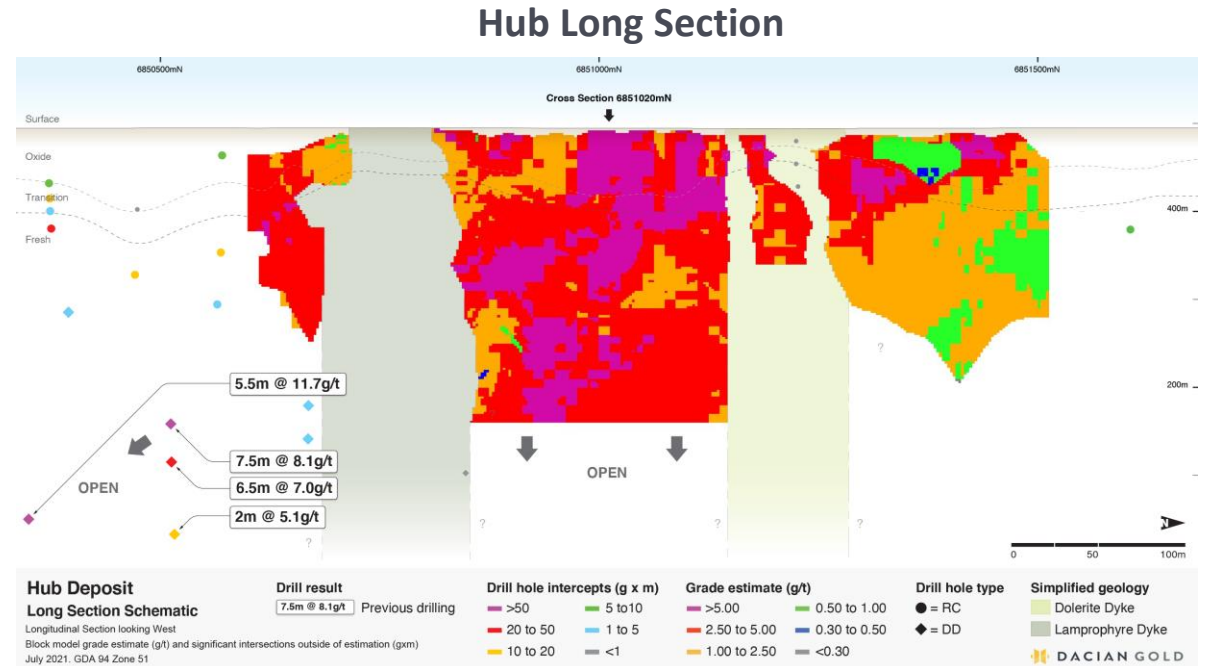 Hub Long Section
6850500mN
6851000mN
6851500mN
Cross Section 6851020mN
Surface
Oxide
Transition
Fresh
400m
200m
?
5.5m @ 11.7g/t
7.5m @ 8.1g/t
6.5m @ 7.0g/t
2m @ 5.1g/t
OPEN
OPEN
?
?
?
?
N
0 50 100m
Hub Deposit
Long Section Schematic
Longitudinal Section looking West
Block model grade estimate (g/t) and significant intersections outside of estimation (gxm)
July 2021. GDA 94 Zone 51
Drill result
7.5m @ 8.1g/t Previous drilling
Drill hole intercepts (g x m)
>50
20 to 50
10 to 20
5 to10
1 to 5
<1
Grade estimate (g/t)
>5.00
2.50 to 5.00
1.00 to 2.50
0.50 to 1.00
0.30 to 0.50
<0.30
Drill hole type
= RC
= DD
Simplified geology
Dolerite Dyke
Lamprophyre Dyke
DACIAN GOLD